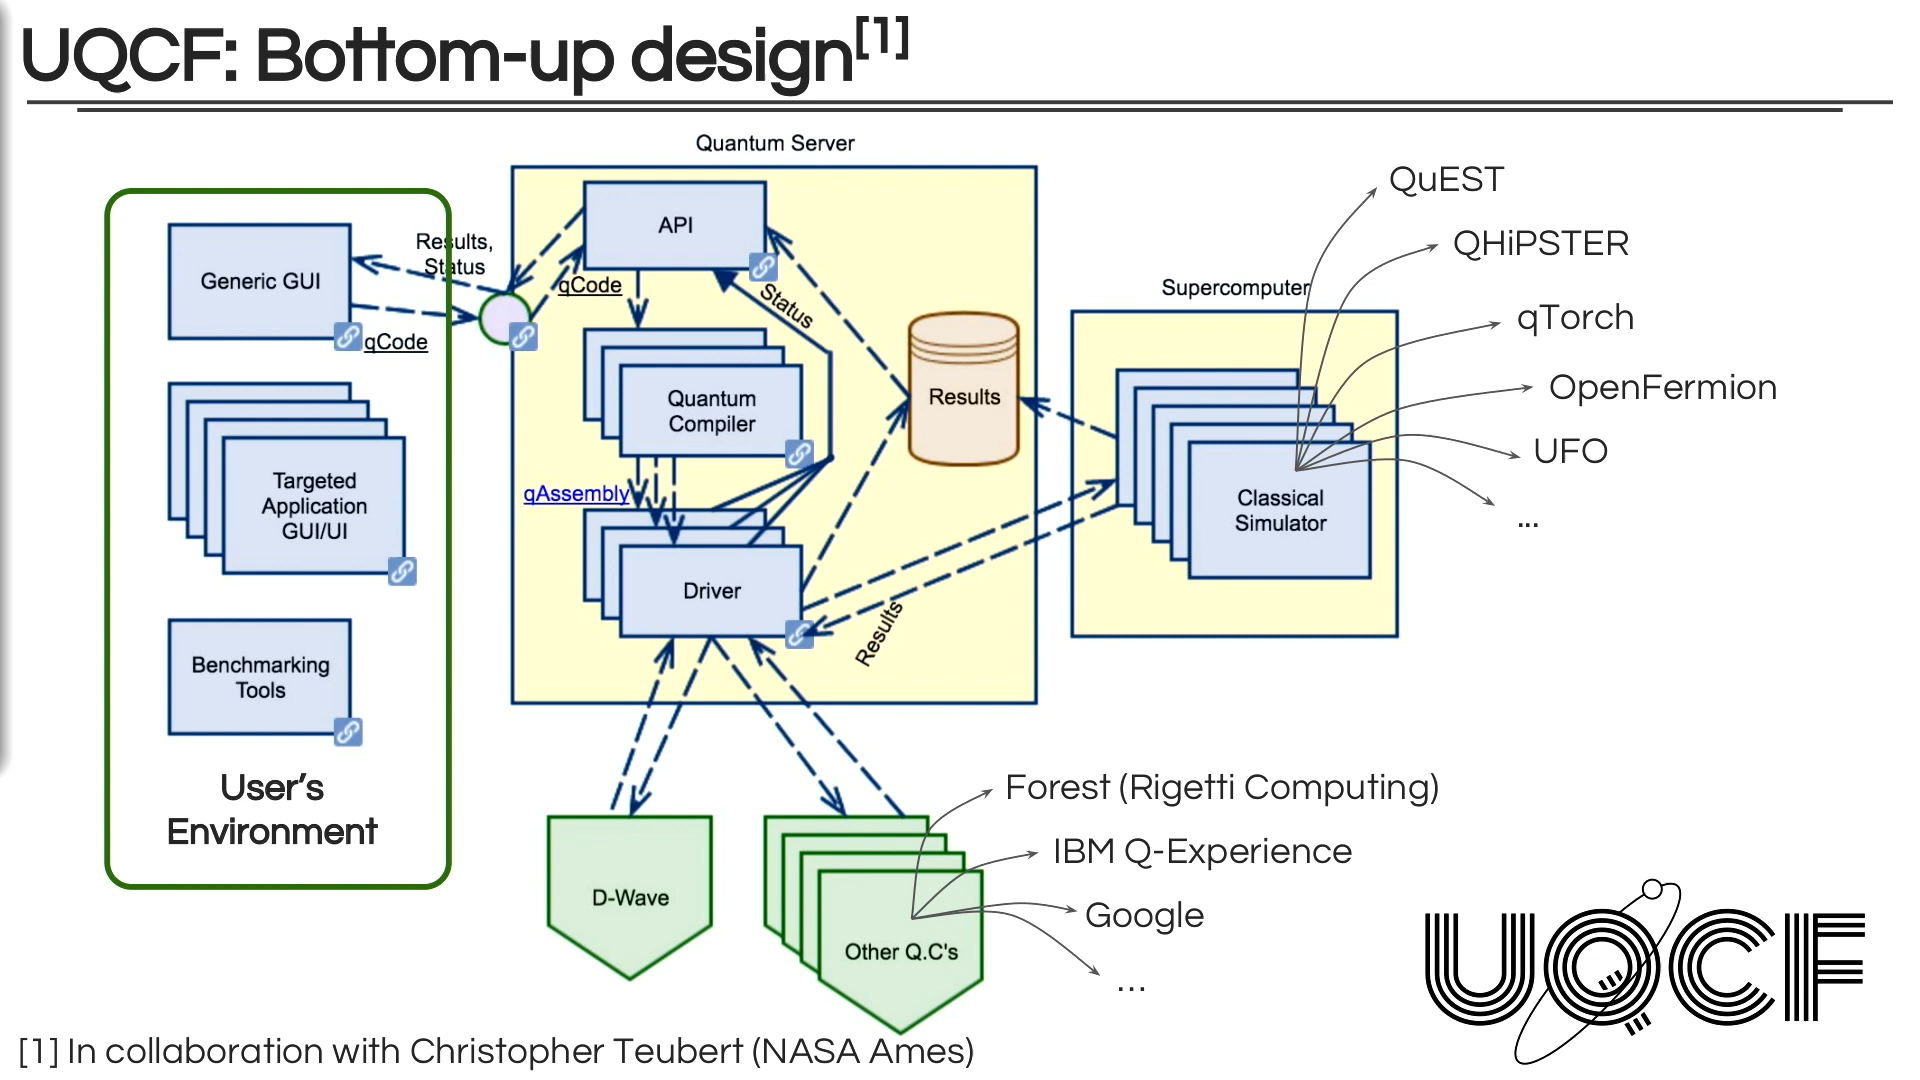 UQCF: Bottom-up design[1]
Quantum Server
API
Generic GUI
Results,
Status
qCode
qCode
Status
Quantum
Compiler
Results
qAssembly
Driver
Results
Targeted
Application
GUI/UI
Benchmarking
Tools
User's
Environment
Supercomputer
Classical
Simulator
QuEST
QHiPSTER
qTorch
OpenFermion
UFO
...
D-Wave
Other Q.C's
Forest (Rigetti Computing)
IBM Q-Experience
Google
...
UQCF
[1] In collaboration with Christopher Teubert (NASA Ames)